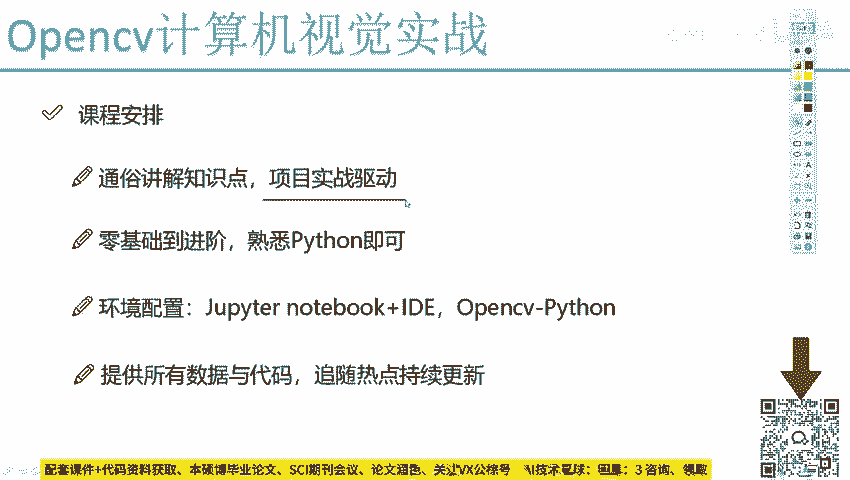 Opencv计算机视觉实战
课程安排
通俗讲解知识点，项目实战驱动
零基础到进阶，熟悉Python即可
环境配置：Jupyter notebook+IDE，Opencv-Python
提供所有数据与代码，追随热点持续更新
配套课件+代码资料获取、本硕博毕业论文、SCI期刊会议、论文润色、关注VX公棕号 技术星球：回复：3 咨询、领取